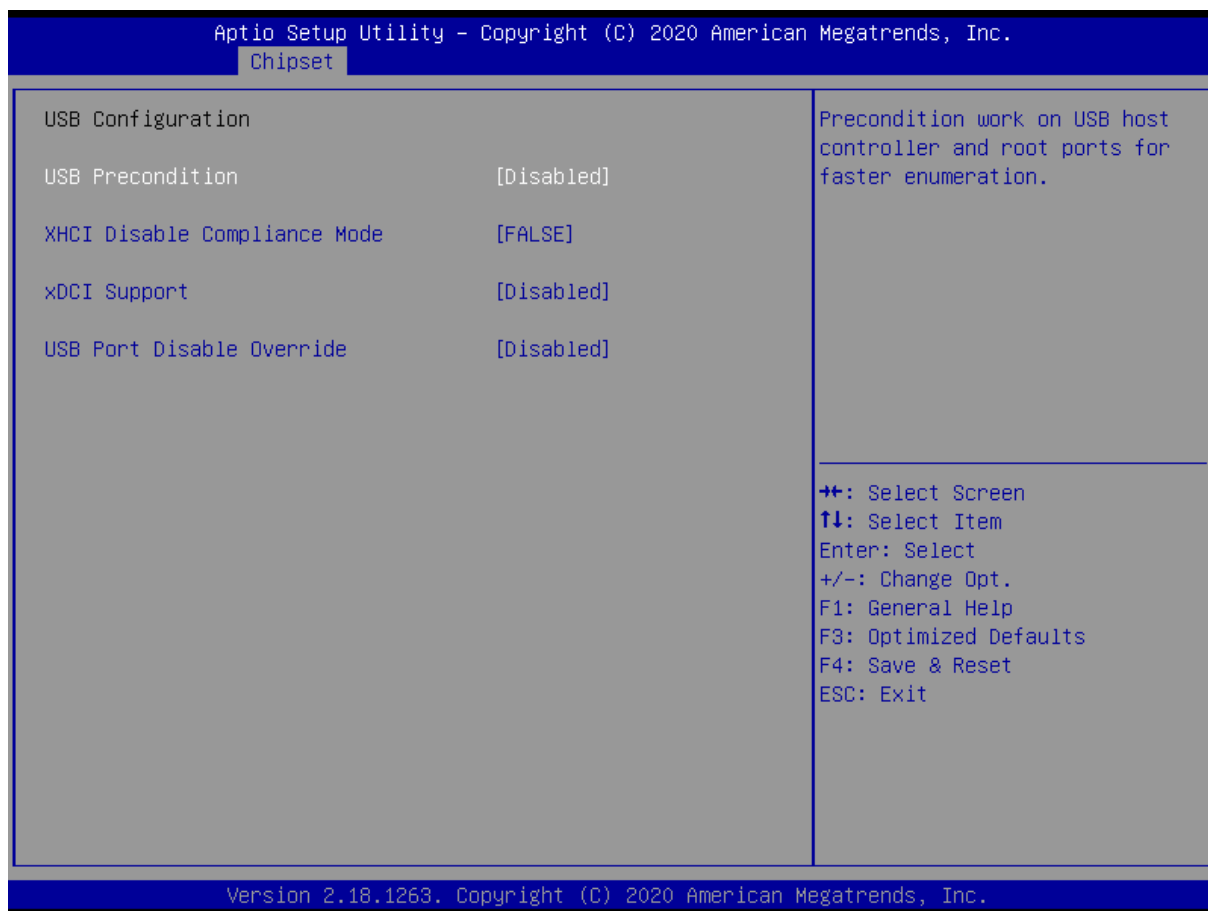 Aptio Setup Utility – Copyright (C) 2020 American Megatrends, Inc.
Chipset
USB Configuration
USB Precondition [Disabled]
XHCI Disable Compliance Mode [FALSE]
xDCI Support [Disabled]
USB Port Disable Override [Disabled]
Precondition work on USB host
controller and root ports for
faster enumeration.
→←: Select Screen
↑↓: Select Item
Enter: Select
+/-: Change Opt.
F1: General Help
F3: Optimized Defaults
F4: Save & Reset
ESC: Exit
Version 2.18.1263. Copyright (C) 2020 American Megatrends, Inc.